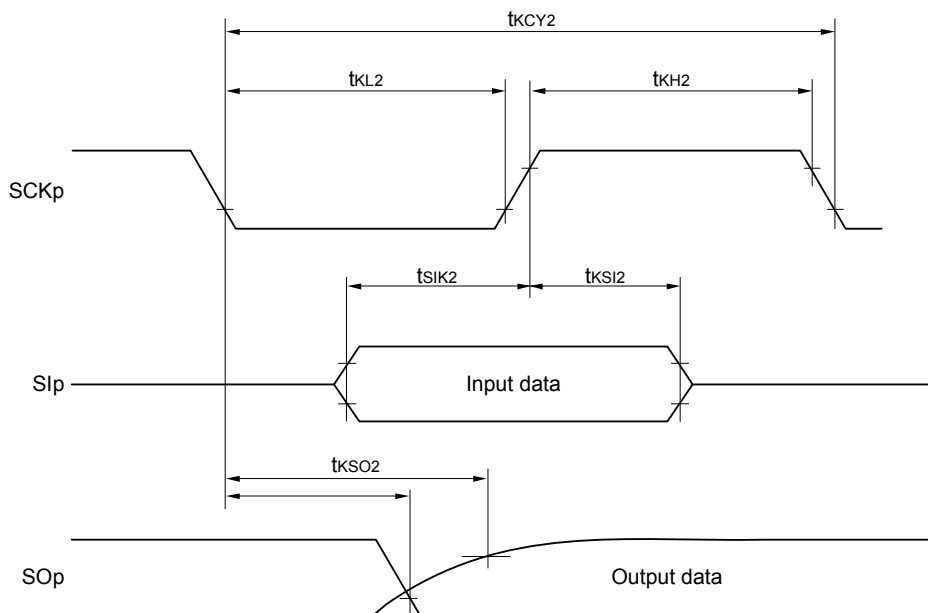 tKCY2
tKL2
tKH2
SCKp
tSIK2
tKSI2
SIp
Input data
tKSO2
SOp
Output data